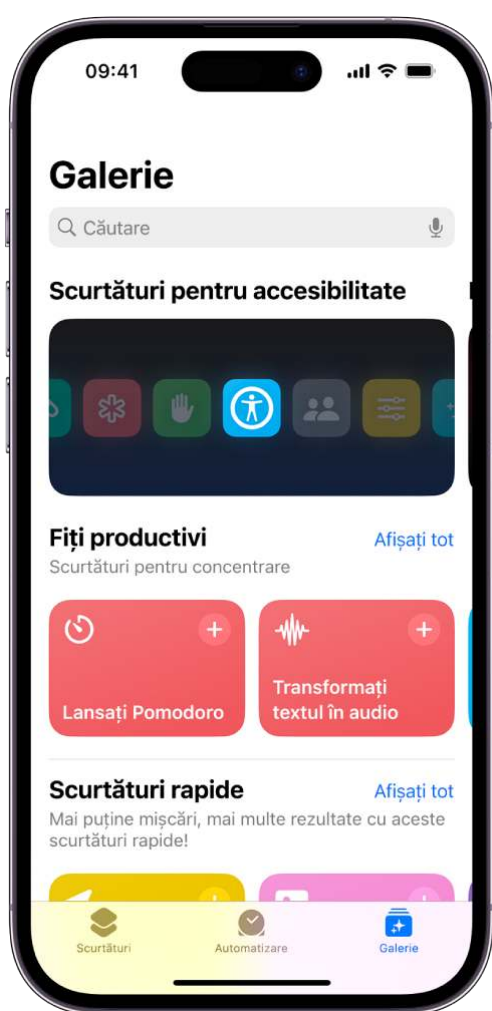 09:41
Galerie
Căutare
Scurtături pentru accesibilitate
Fiți productivi
Afișați tot
Scurtături pentru concentrare
Lansați Pomodoro
Transformați
textul în audio
Scurtături rapide
Afișați tot
Mai puține mișcări, mai multe rezultate cu aceste
scurtături rapide!
Scurtături
Automatizare
Galerie